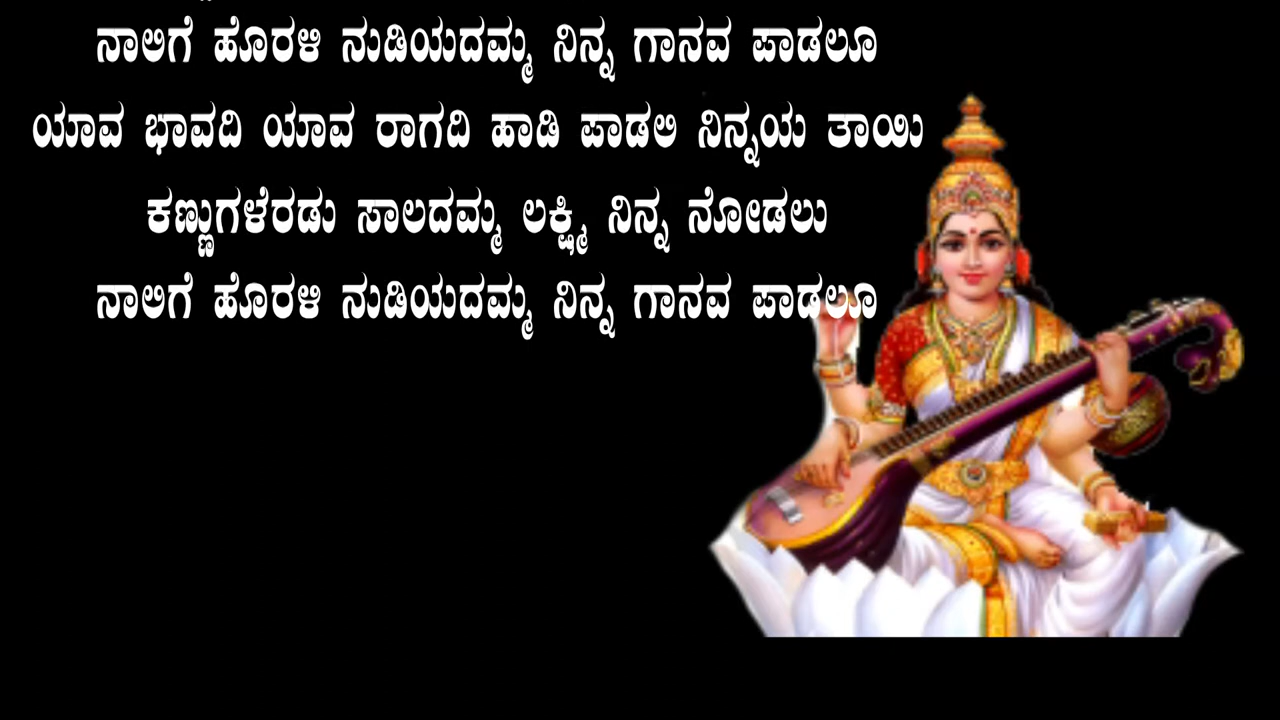 ನಾಲಿಗೆ ಹೊರಳಿ ನುಡಿಯದಮ್ಮ ನಿನ್ನ ಗಾನವ ಪಾಡಲೂ
ಯಾವ ಭಾವದಿ ಯಾವ ರಾಗದಿ ಹಾಡಿ ಪಾಡಲಿ ನಿನ್ನಯ ತಾಯಿ
ಕಣ್ಣುಗಳೆರಡು ಸಾಲದಮ್ಮ ಲಕ್ಷ್ಮಿ ನಿನ್ನ ನೋಡಲು
ನಾಲಿಗೆ ಹೊರಳಿ ನುಡಿಯದಮ್ಮ ನಿನ್ನ ಗಾನವ ಪಾಡಲೂ